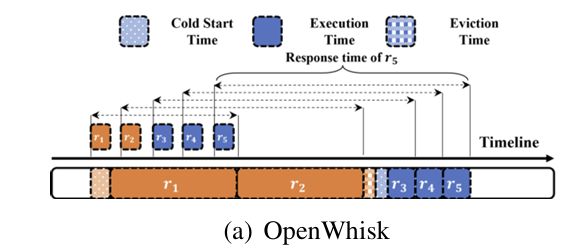 Cold Start Time
Execution Time
Eviction Time
Response time of r5
r1 r2 r3 r4 r5
Timeline
r1 r2 r3 r4 r5
(a) OpenWhisk